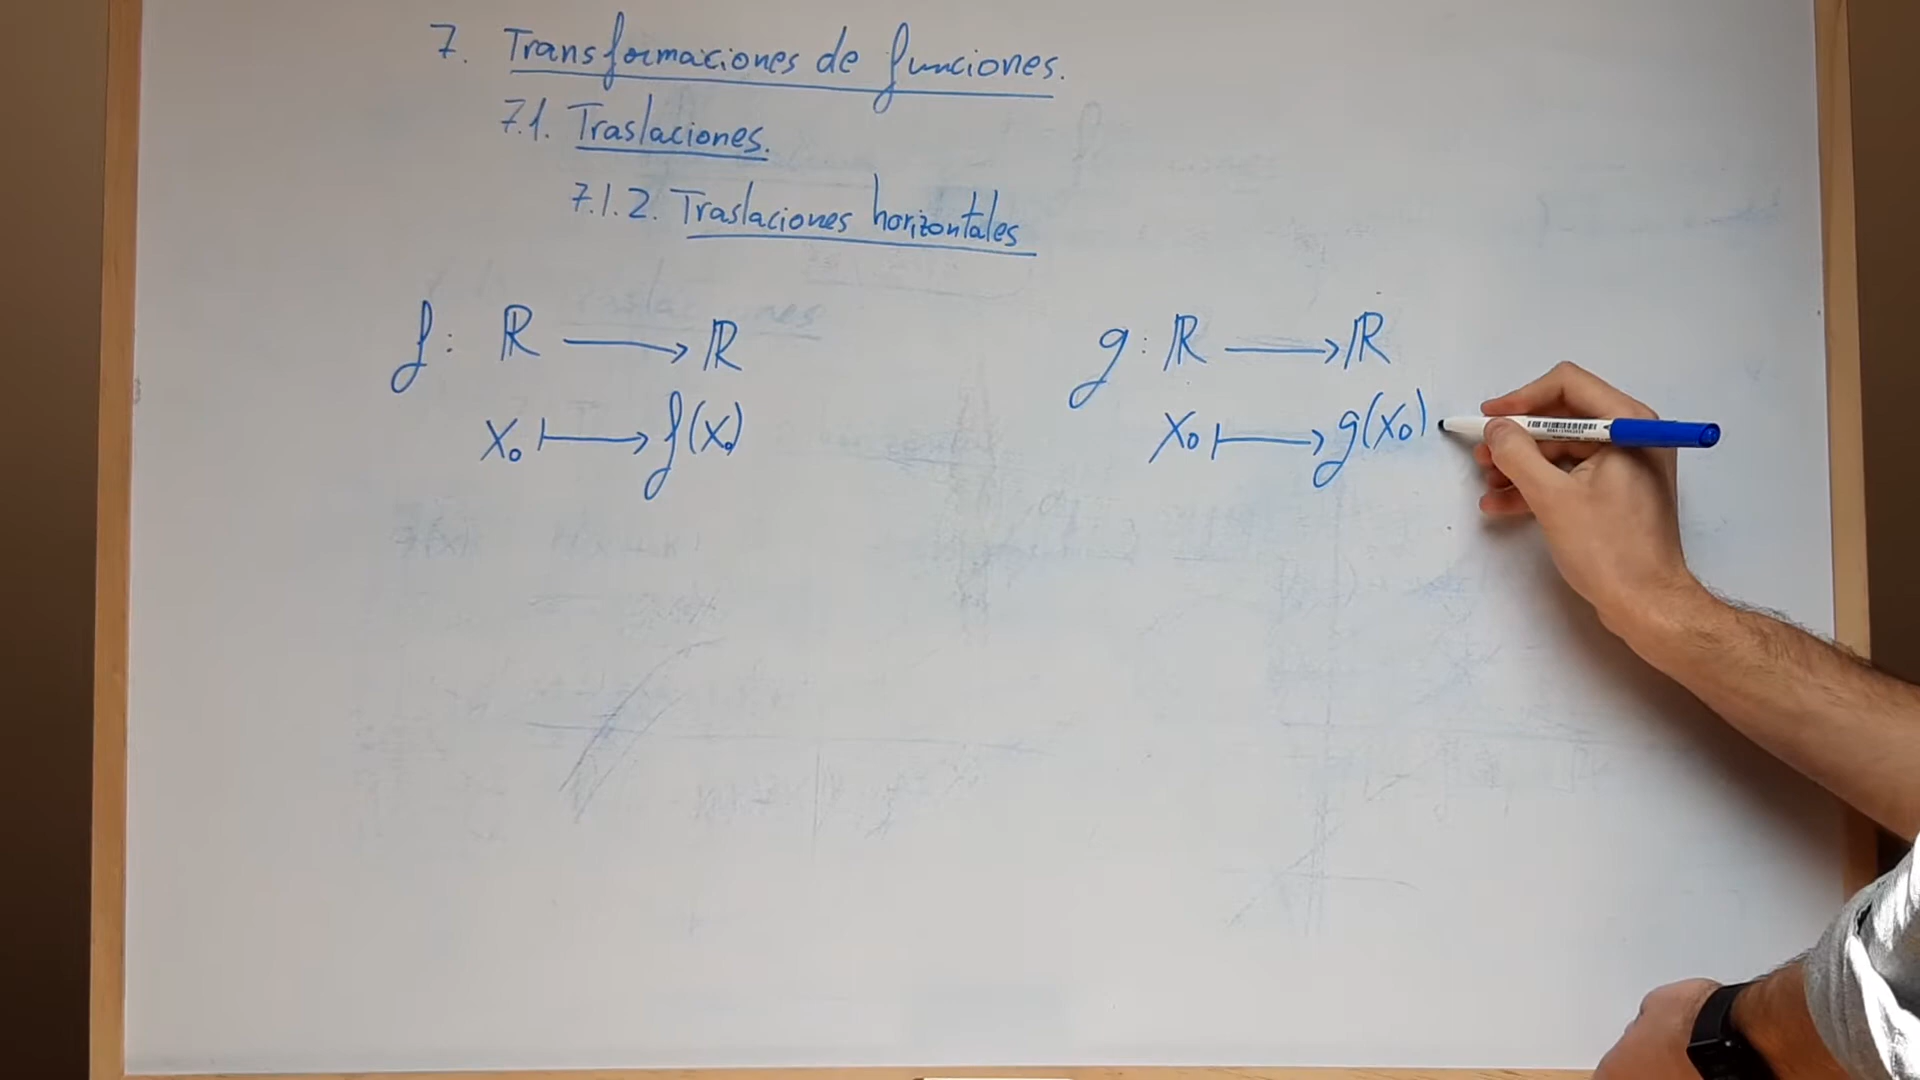 7. Transformaciones de funciones.
7.1. Traslaciones.
7.1.2. Traslaciones horizontales
f: ℝ ⟶ ℝ
x₀ ⟼ f(x₀)
g: ℝ ⟶ ℝ
x₀ ⟼ g(x₀)